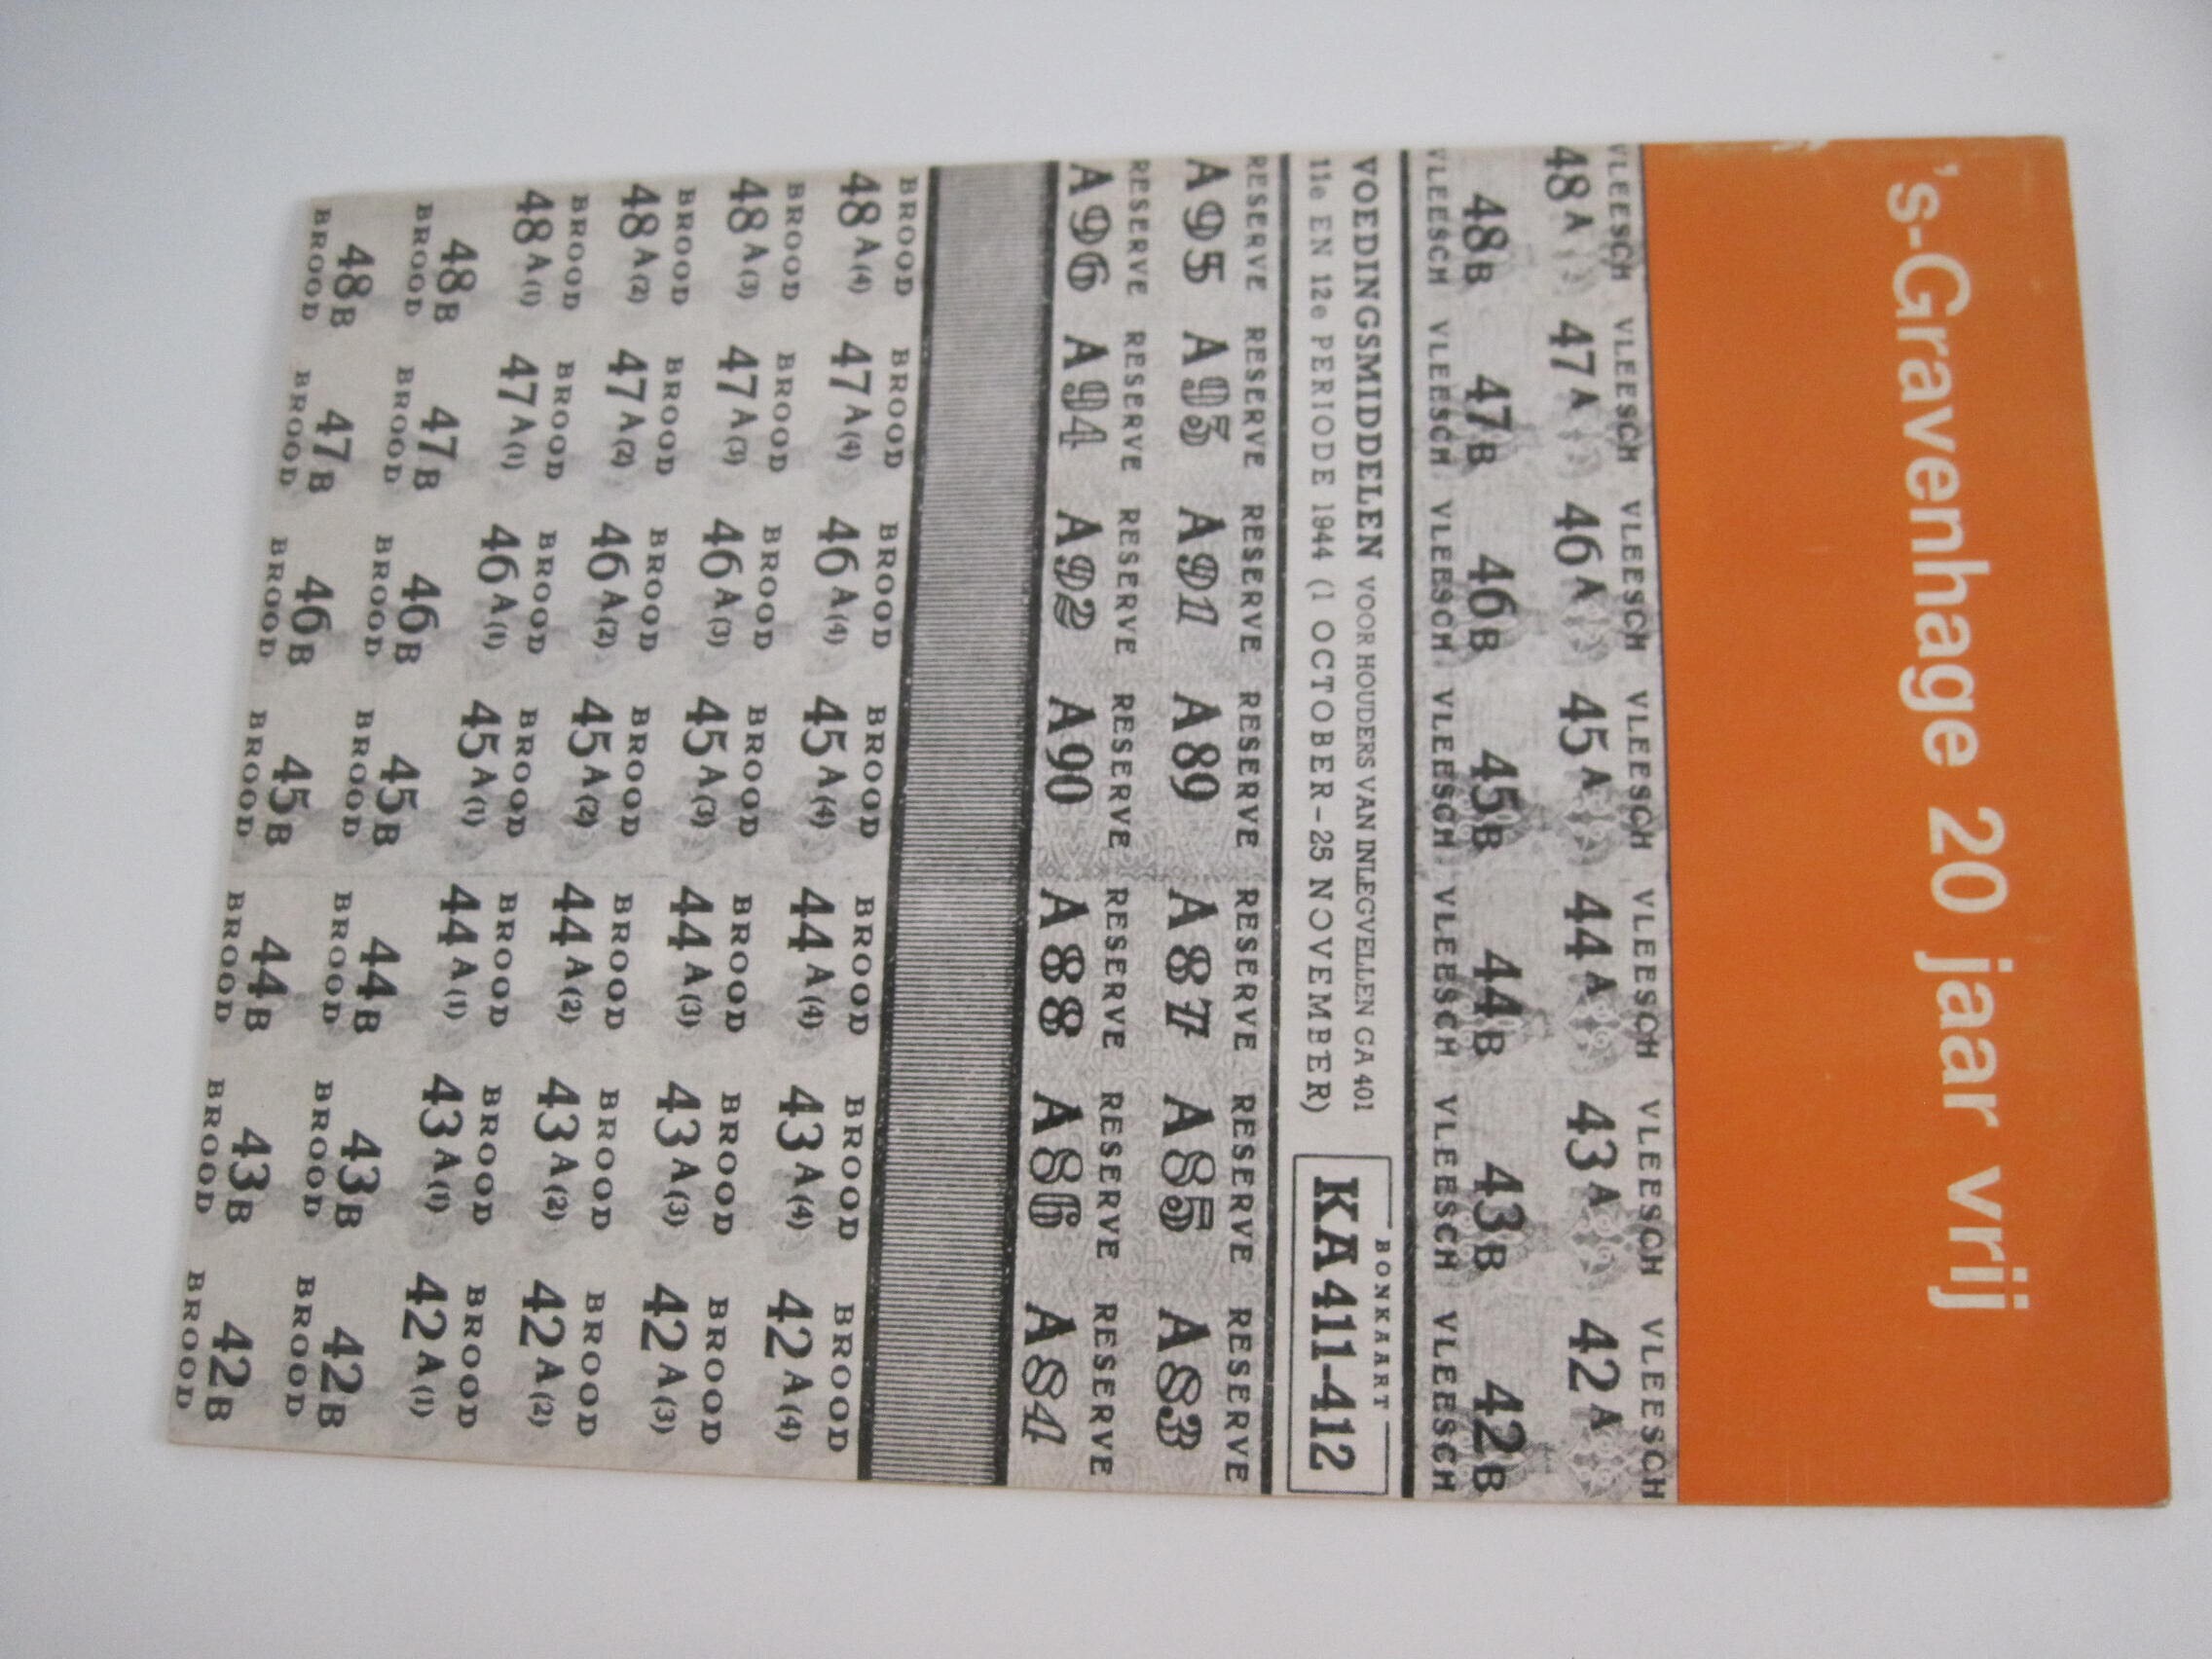 's-Gravenhage 20 jaar vrij
VLEESCH VLEESCH VLEESCH VLEESCH VLEESCH VLEESCH VLEESCH
48A 47A 46A 45A 44A 43A 42A
48B 47B 46B 45B 44B 43B 42B
VLEESCH VLEESCH VLEESCH VLEESCH VLEESCH VLEESCH VLEESCH
VOEDINGSMIDDELEN VOOR HOUDERS VAN INLEGVELLEN GA 401
11e EN 12e PERIODE 1944 (1 OCTOBER-25 NOVEMBER)
BONKAART
KA 411-412
RESERVE RESERVE RESERVE RESERVE RESERVE RESERVE RESERVE
A95 A93 A91 A89 A87 A85 A83
RESERVE RESERVE RESERVE RESERVE RESERVE RESERVE RESERVE
A96 A94 A92 A90 A88 A86 A84
BROOD BROOD BROOD BROOD BROOD BROOD BROOD
48A(4) 47A(4) 46A(4) 45A(4) 44A(4) 43A(4) 42A(4)
BROOD BROOD BROOD BROOD BROOD BROOD BROOD
48A(3) 47A(3) 46A(3) 45A(3) 44A(3) 43A(3) 42A(3)
BROOD BROOD BROOD BROOD BROOD BROOD BROOD
48A(2) 47A(2) 46A(2) 45A(2) 44A(2) 43A(2) 42A(2)
BROOD BROOD BROOD BROOD BROOD BROOD BROOD
48A(1) 47A(1) 46A(1) 45A(1) 44A(1) 43A(1) 42A(1)
48B 47B 46B 45B 44B 43B 42B
BROOD BROOD BROOD BROOD BROOD BROOD BROOD
48B 47B 46B 45B 44B 43B 42B
BROOD BROOD BROOD BROOD BROOD BROOD BROOD